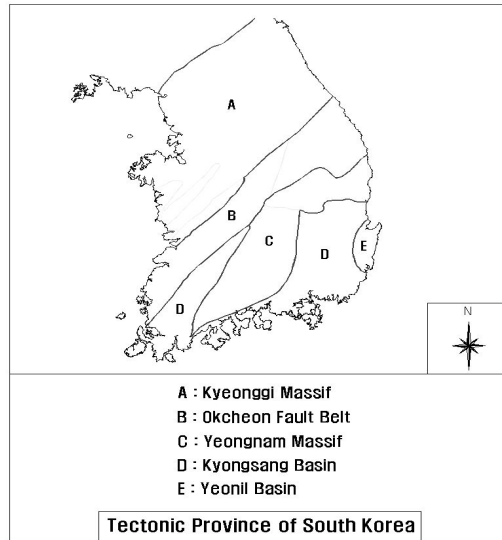 A
B
C
D
D
E
N
A : Kyeonggi Massif
B : Okcheon Fault Belt
C : Yeongnam Massif
D : Kyongsang Basin
E : Yeonil Basin
Tectonic Province of South Korea